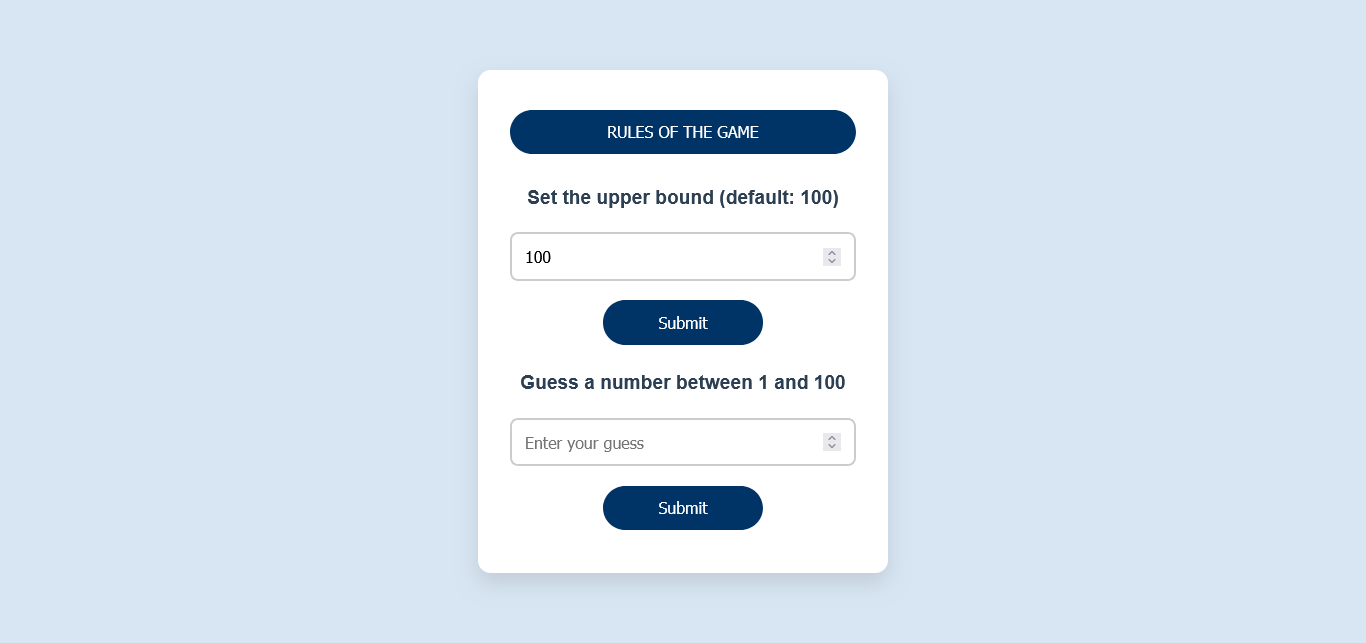 RULES OF THE GAME
Set the upper bound (default: 100)
100
Submit
Guess a number between 1 and 100
Enter your guess
Submit